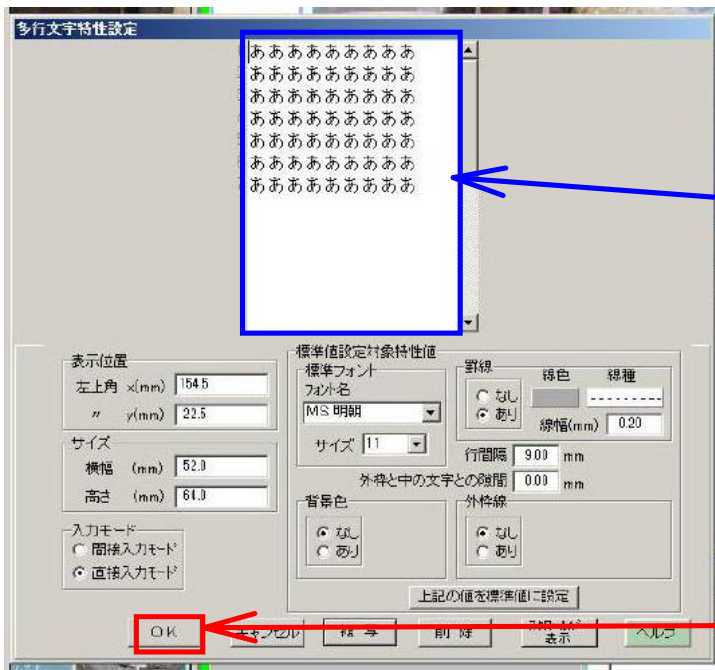 多行文字特性設定
あああああああああ
あああああああああ
あああああああああ
あああああああああ
あああああああああ
あああああああああ
あああああああああ
表示位置
左上角 x(mm) 154.5
〃 y(mm) 22.5
サイズ
横幅 (mm) 52.0
高さ (mm) 64.0
入力モード
間接入力モード
直接入力モード
標準値設定対象特性値
標準フォント
フォント名
MS 明朝
サイズ 11
罫線
なし
あり
線色
線種
線幅(mm) 0.20
行間隔 9.00 mm
外枠と中の文字との隙間 0.00 mm
背景色
なし
あり
外枠線
なし
あり
上記の値を標準値に設定
OK
キャンセル
複写
削除
表示
ヘルプ